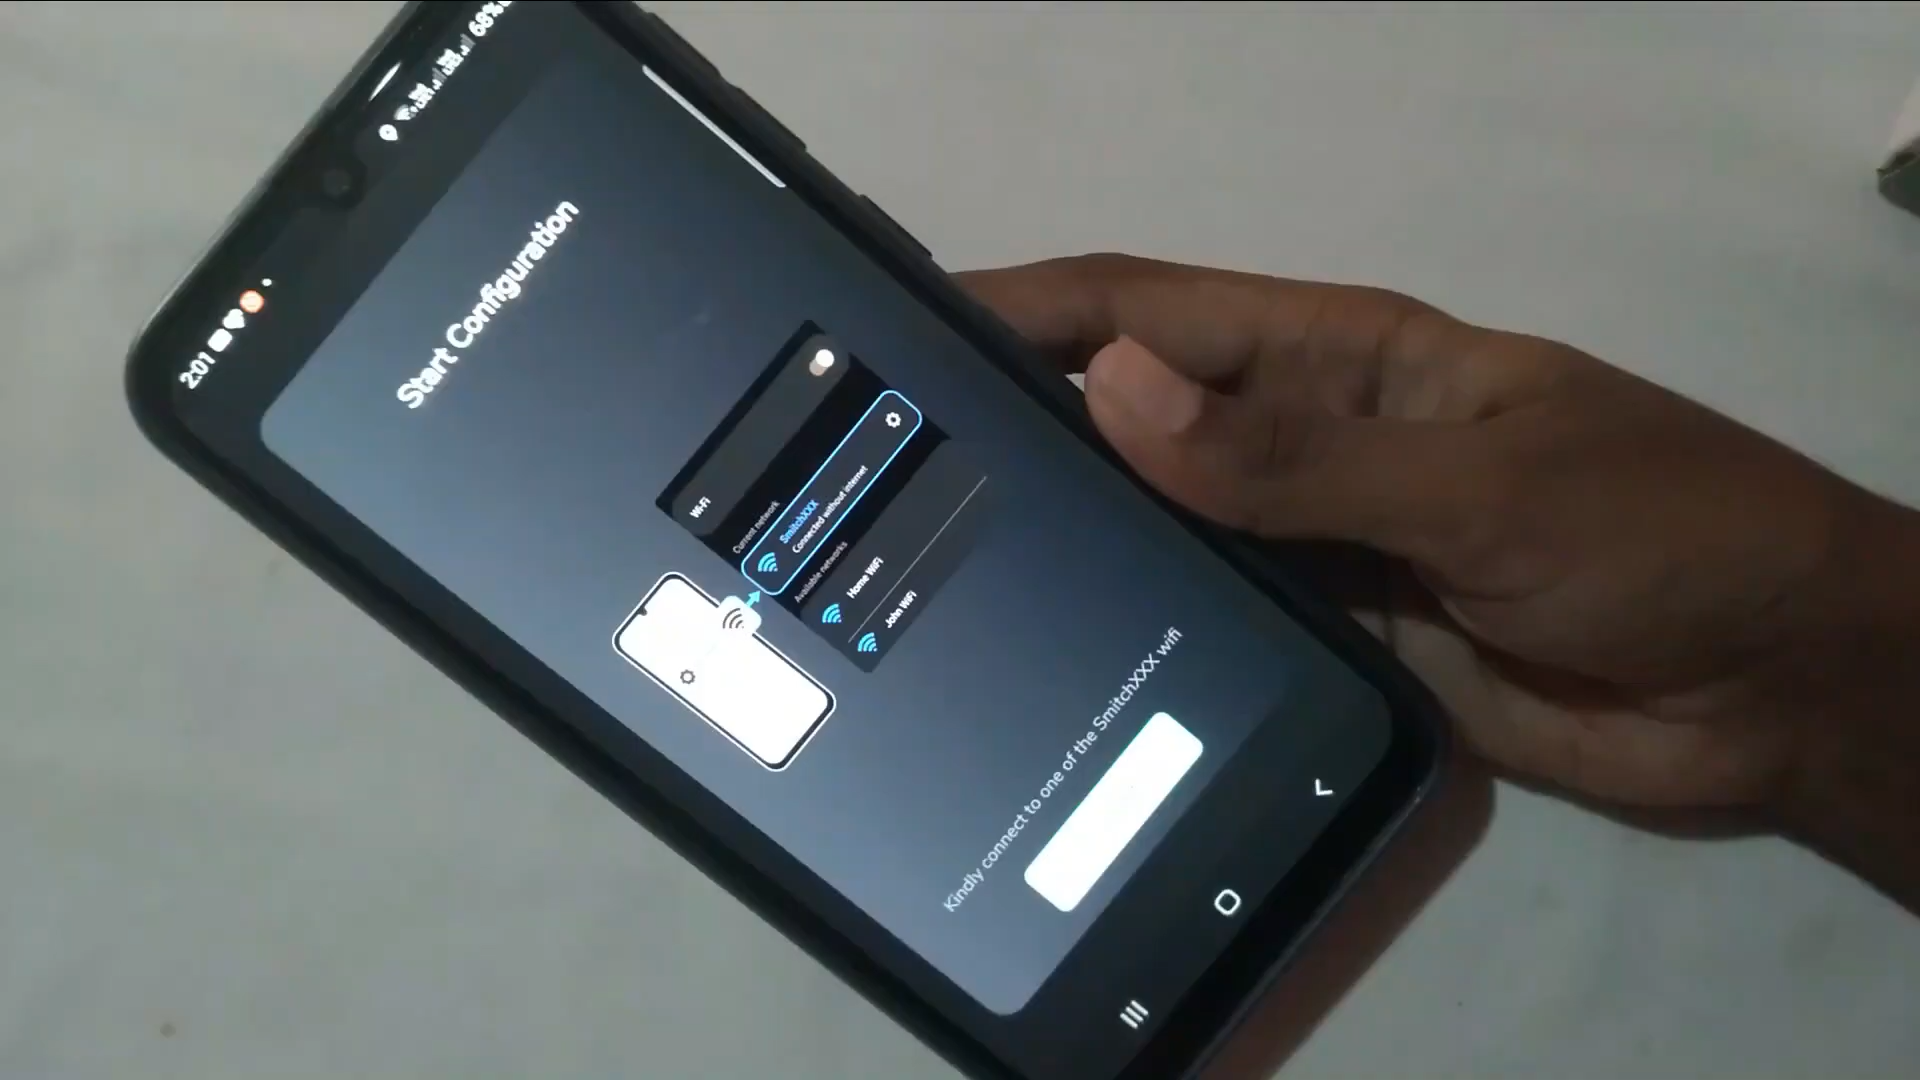 2:01
68%
Start Configuration
Wi-Fi
Current network
SmitchXXX
Connected without internet
Available networks
Home WiFi
John WiFi
Kindly connect to one of the SmitchXXX wifi